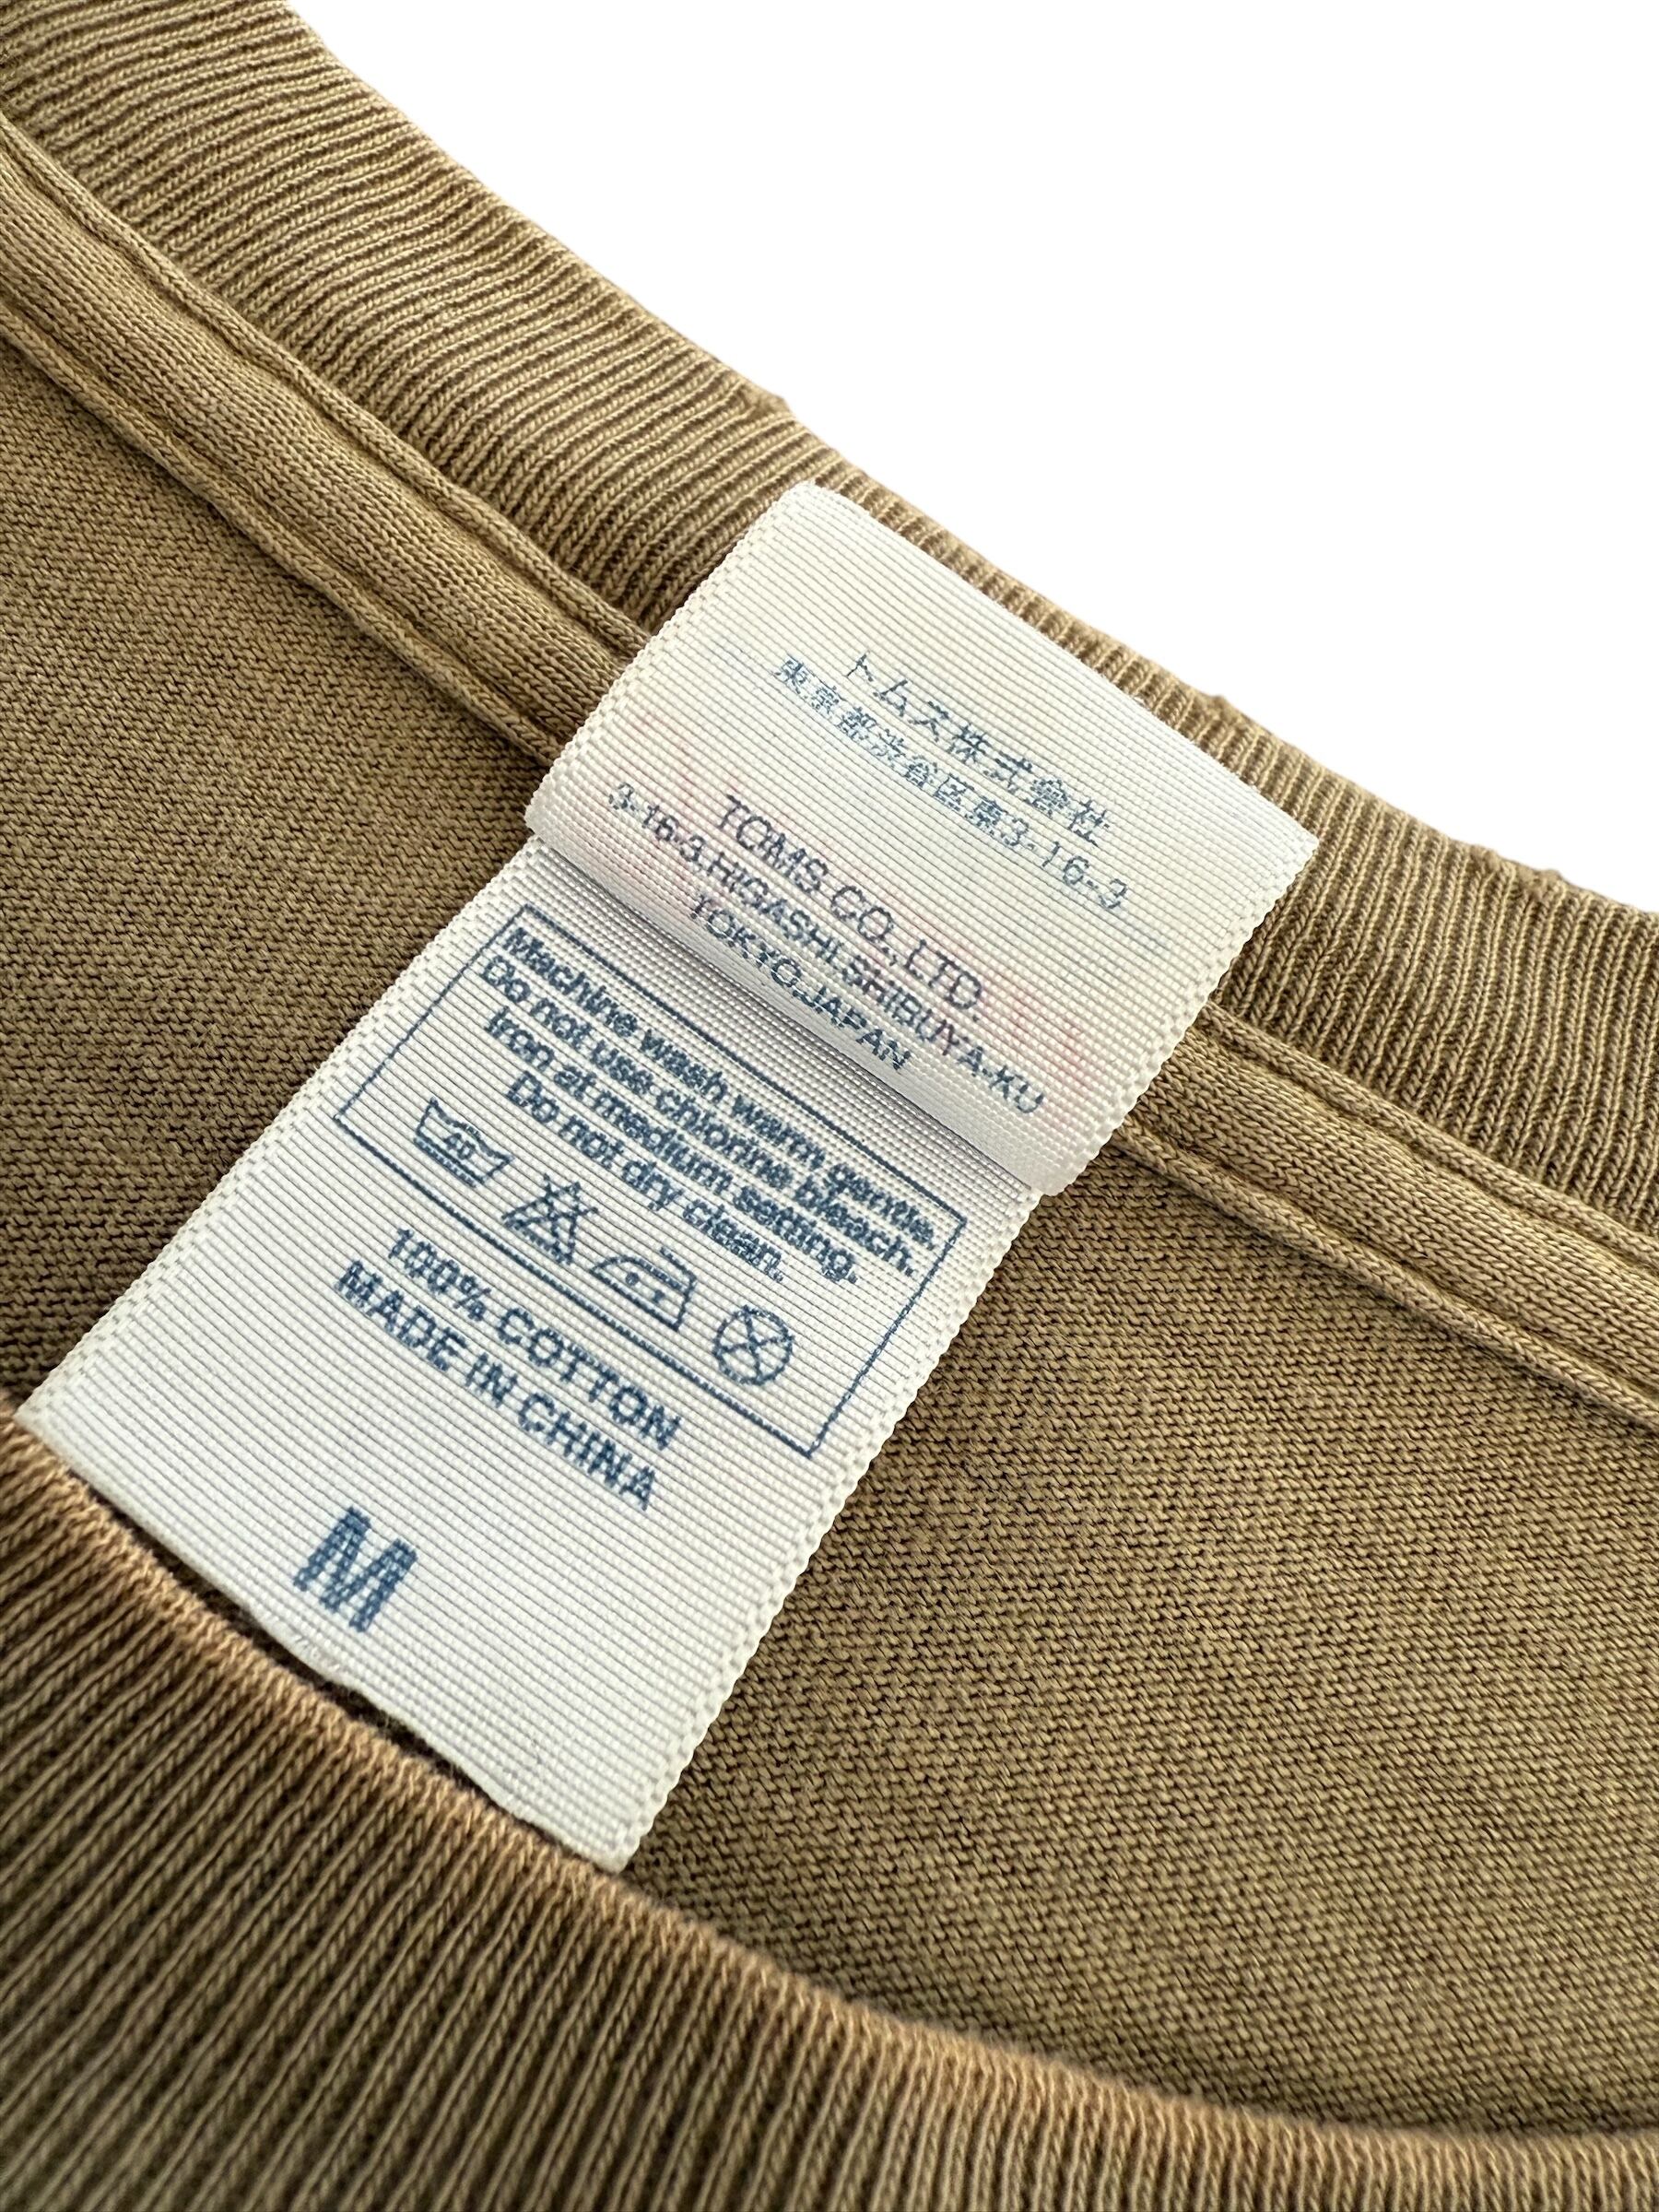 トムス株式會社
東京都渋谷区東3-16-3
TOMS CO.,LTD.
3-16-3,HIGASHI SHIBUYA-KU
TOKYO,JAPAN
Machine wash warm gentle.
Do not use chlorine bleach.
Iron at medium setting.
Do not dry clean.
40
100% COTTON
MADE IN CHINA
M